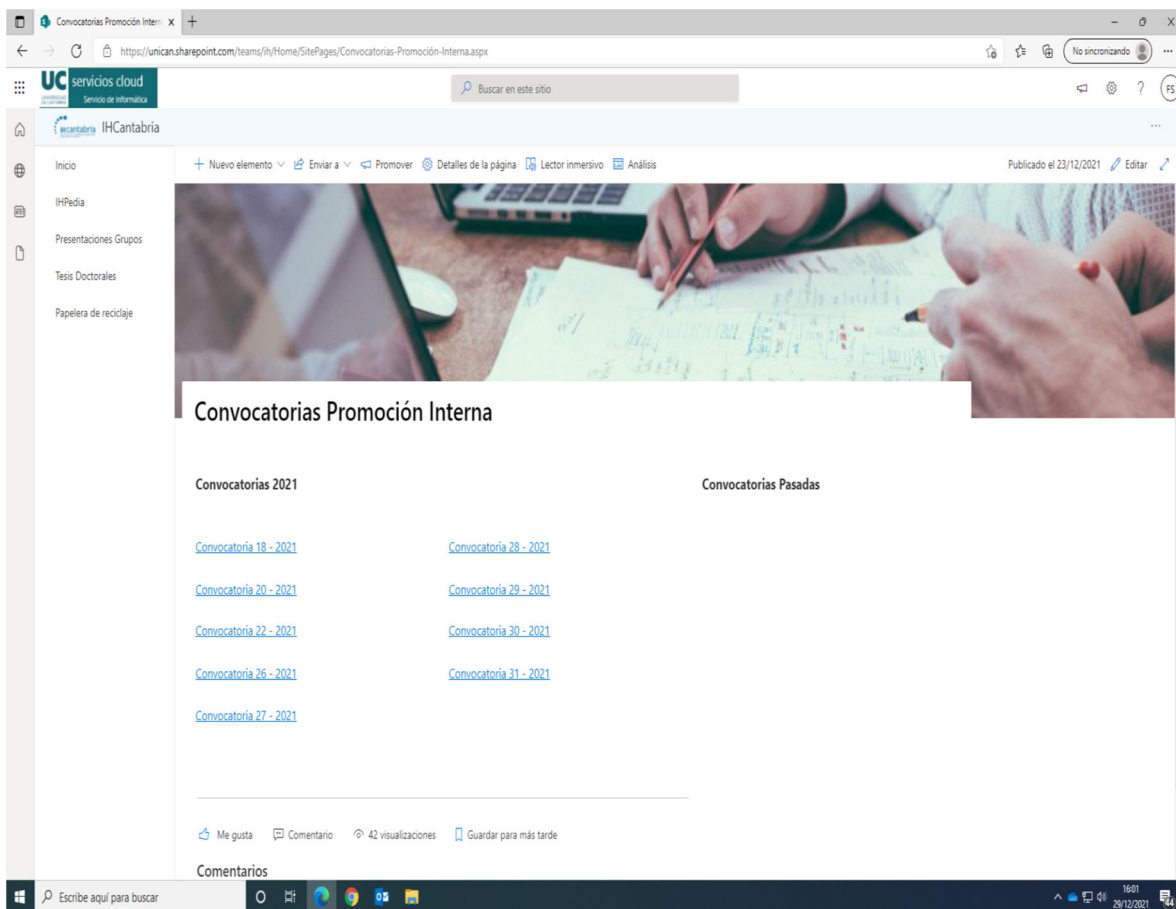 Convocatorias Promoción Intern
https://unican.sharepoint.com/teams/ih/Home/SitePages/Convocatorias-Promoción-Interna.aspx
No sincronizando
UC servicios cloud
Servicio de Informática
Buscar en este sitio
?
FS
ihcantabria IHCantabria
Inicio
IHPedia
Presentaciones Grupos
Tesis Doctorales
Papelera de reciclaje
Nuevo elemento Enviar a Promover Detalles de la página Lector inmersivo Análisis
Publicado el 23/12/2021 Editar
Convocatorias Promoción Interna
Convocatorias 2021
Convocatorias Pasadas
Convocatoria 18 - 2021
Convocatoria 28 - 2021
Convocatoria 20 - 2021
Convocatoria 29 - 2021
Convocatoria 22 - 2021
Convocatoria 30 - 2021
Convocatoria 26 - 2021
Convocatoria 31 - 2021
Convocatoria 27 - 2021
Me gusta Comentario 42 visualizaciones Guardar para más tarde
Comentarios
Escribe aquí para buscar
16:01
29/12/2021